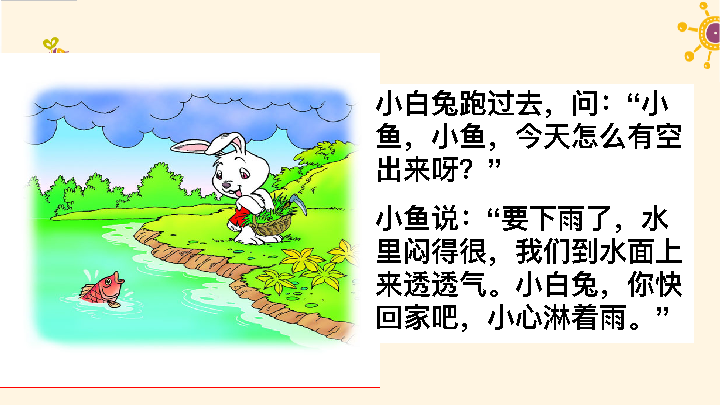 小白兔跑过去，问：“小
鱼，小鱼，今天怎么有空
出来呀？”
小鱼说：“要下雨了，水
里闷得很，我们到水面上
来透透气。小白兔，你快
回家吧，小心淋着雨。”